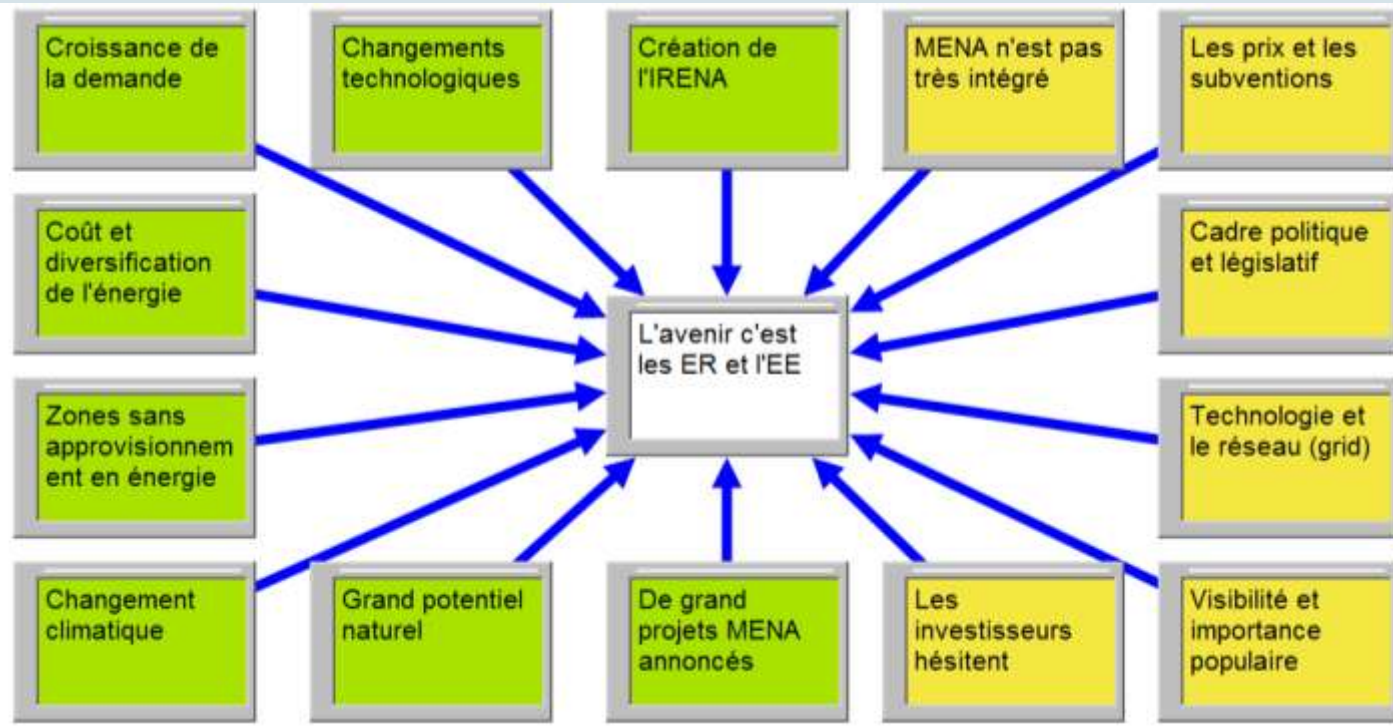 Croissance de
la demande
Changements
technologiques
Création de
l'IRENA
MENA n'est pas
très intégré
Les prix et les
subventions
Coût et
diversification
de l'énergie
Cadre politique
et législatif
L'avenir c'est
les ER et l'EE
Zones sans
approvisionnem
ent en énergie
Technologie et
le réseau (grid)
Changement
climatique
Grand potentiel
naturel
De grand
projets MENA
annoncés
Les
investisseurs
hésitent
Visibilité et
importance
populaire